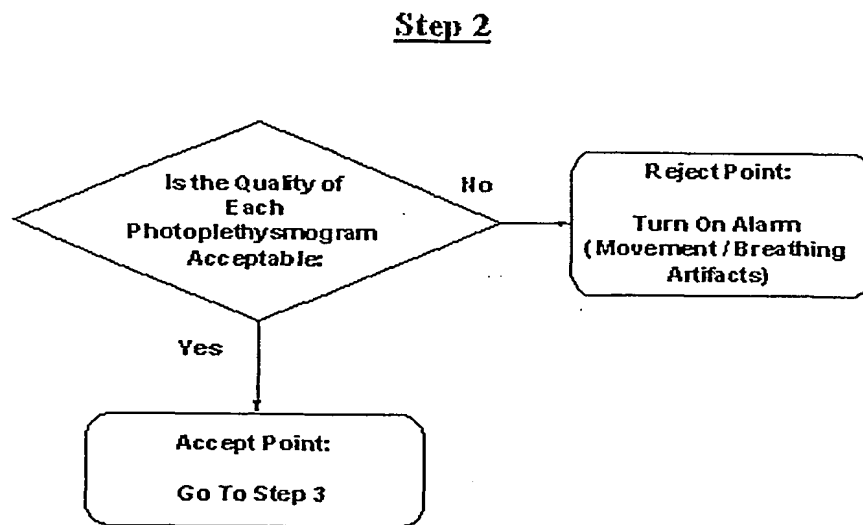 Step 2
Is the Quality of
Each
Photoplethysmogram
Acceptable:
No
Reject Point:
Turn On Alarm
(Movement / Breathing
Artifacts)
Yes
Accept Point:
Go To Step 3